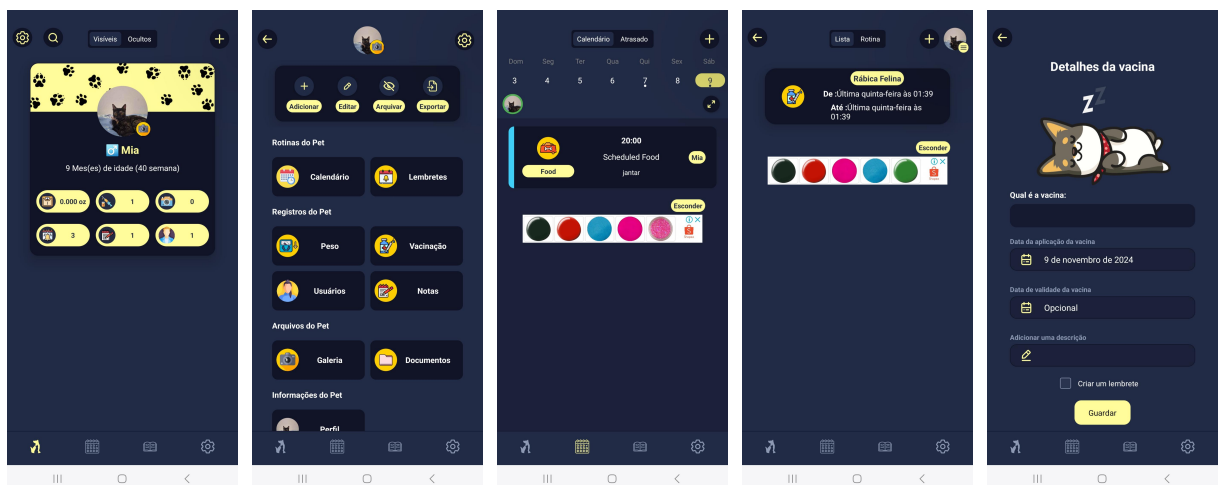 Visíveis Ocultos
Mia
9 Mes(es) de idade (40 semana)
0.000 oz 1 0
3 1 1
Adicionar Editar Arquivar Exportar
Rotinas do Pet
Calendário Lembretes
Registros do Pet
Peso Vacinação
Usuários Notas
Arquivos do Pet
Galeria Documentos
Informações do Pet
Perfil
Calendário Atrasado
Dom Seg Ter Qua Qui Sex Sáb
3 4 5 6 7 8 9
20:00
Scheduled Food
Mia
Food
jantar
Esconder
Lista Rotina
Rábica Felina
De :Última quinta-feira às 01:39
Até :Última quinta-feira às
01:39
Esconder
Detalhes da vacina
Z Z
Qual é a vacina:
Data da aplicação da vacina
9 de novembro de 2024
Data de validade da vacina
Opcional
Adicionar uma descrição
Criar um lembrete
Guardar